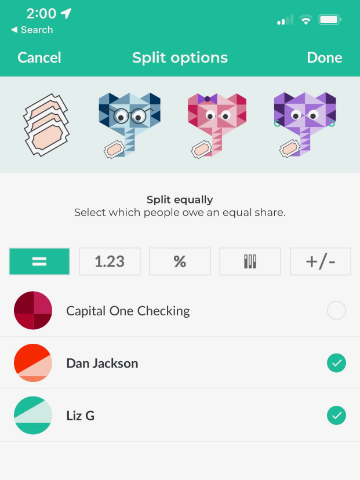 2:00
Search
Cancel
Split options
Done
Split equally
Select which people owe an equal share.
=
1.23
%
+/-
Capital One Checking
Dan Jackson
Liz G